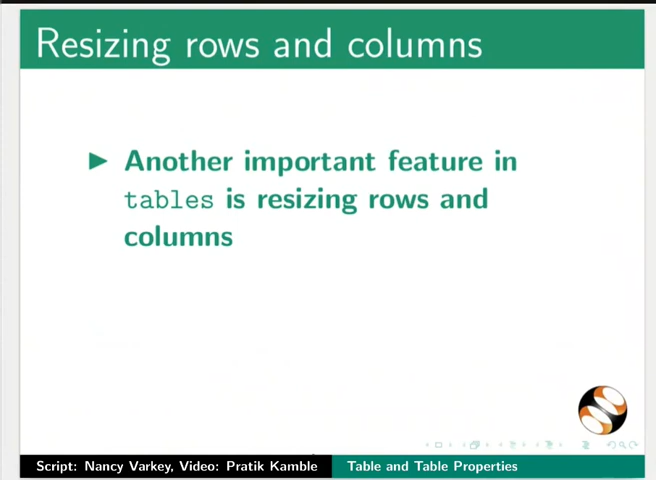 Resizing rows and columns
Another important feature in
tables is resizing rows and
columns
Script: Nancy Varkey, Video: Pratik Kamble Table and Table Properties